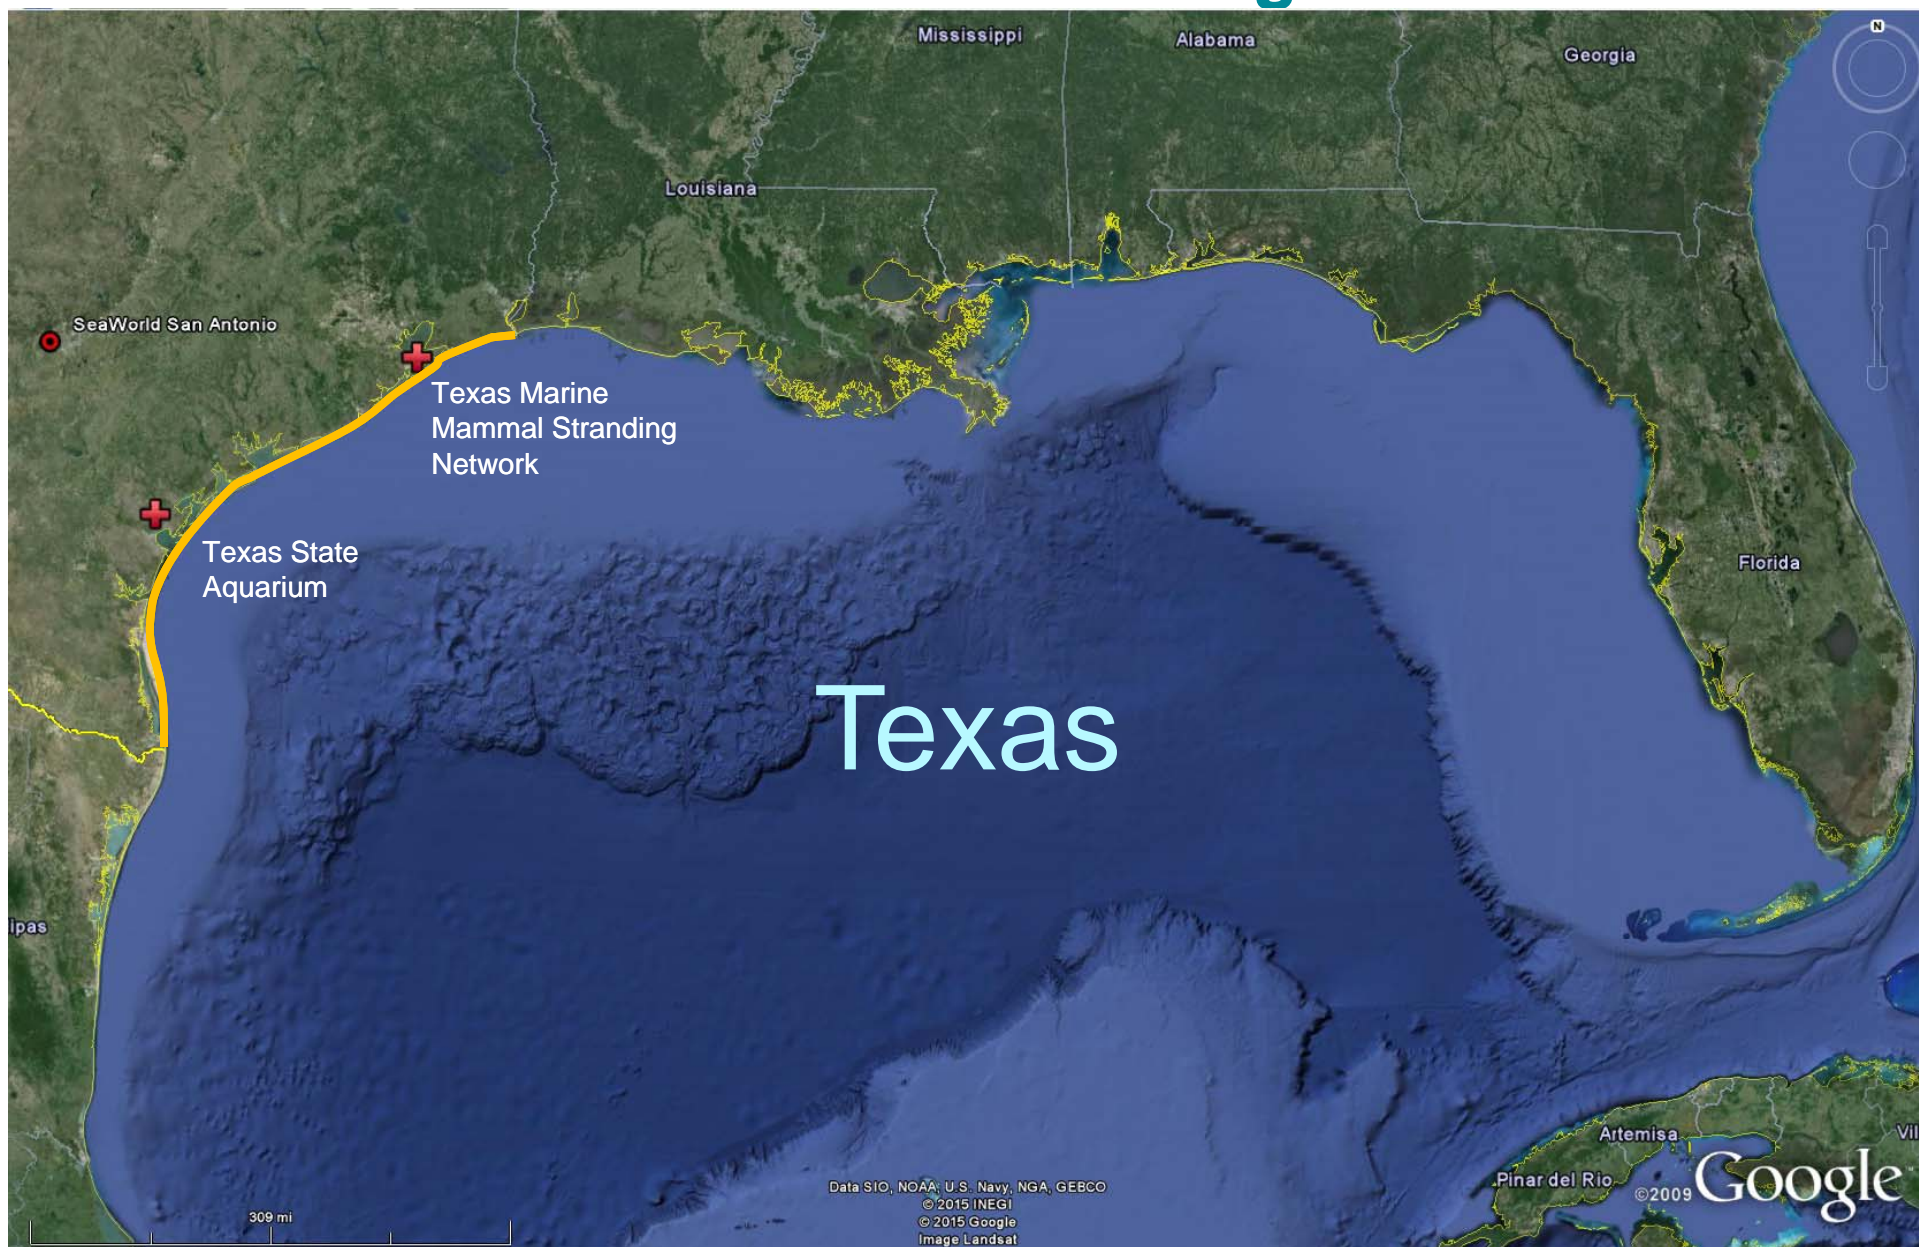 Mississippi
Alabama
Georgia
N
Louisiana
SeaWorld San Antonio
Texas Marine
Mammal Stranding
Network
Texas State
Aquarium
Florida
Texas
ipas
Artemisa
Vil
Pinar del Rio
©2009 Google
Data SIO, NOAA, U.S. Navy, NGA, GEBCO
© 2015 INEGI
© 2015 Google
Image Landsat
309 mi